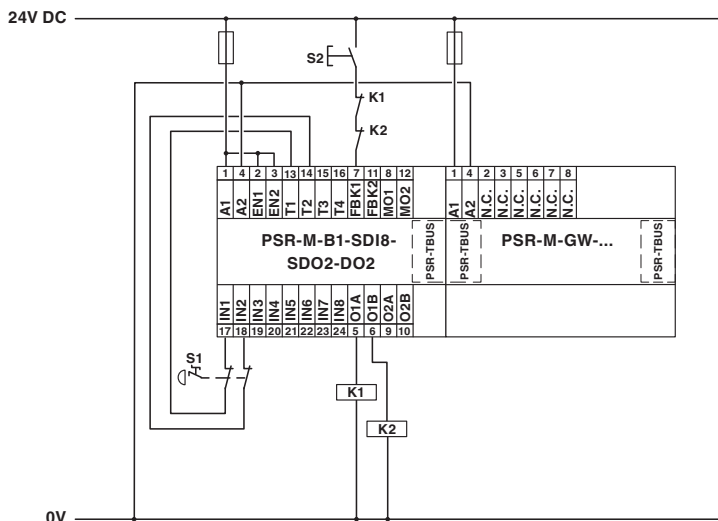 24V DC
S2
K1
K2
1 4 2 3 13 14 15 16 7 11 8 12
A1 A2 EN1 EN2 T1 T2 T3 T4 FBK1 FBK2 MO1 MO2
1 4 2 3 5 6 7 8
A1 A2 N.C. N.C. N.C. N.C. N.C. N.C.
PSR-M-B1-SDI8-
SDO2-DO2
PSR-TBUS
PSR-TBUS
PSR-M-GW-...
PSR-TBUS
IN1 IN2 IN3 IN4 IN5 IN6 IN7 IN8 O1A O1B O2A O2B
17 18 19 20 21 22 23 24 5 6 9 10
S1
K1
K2
0V